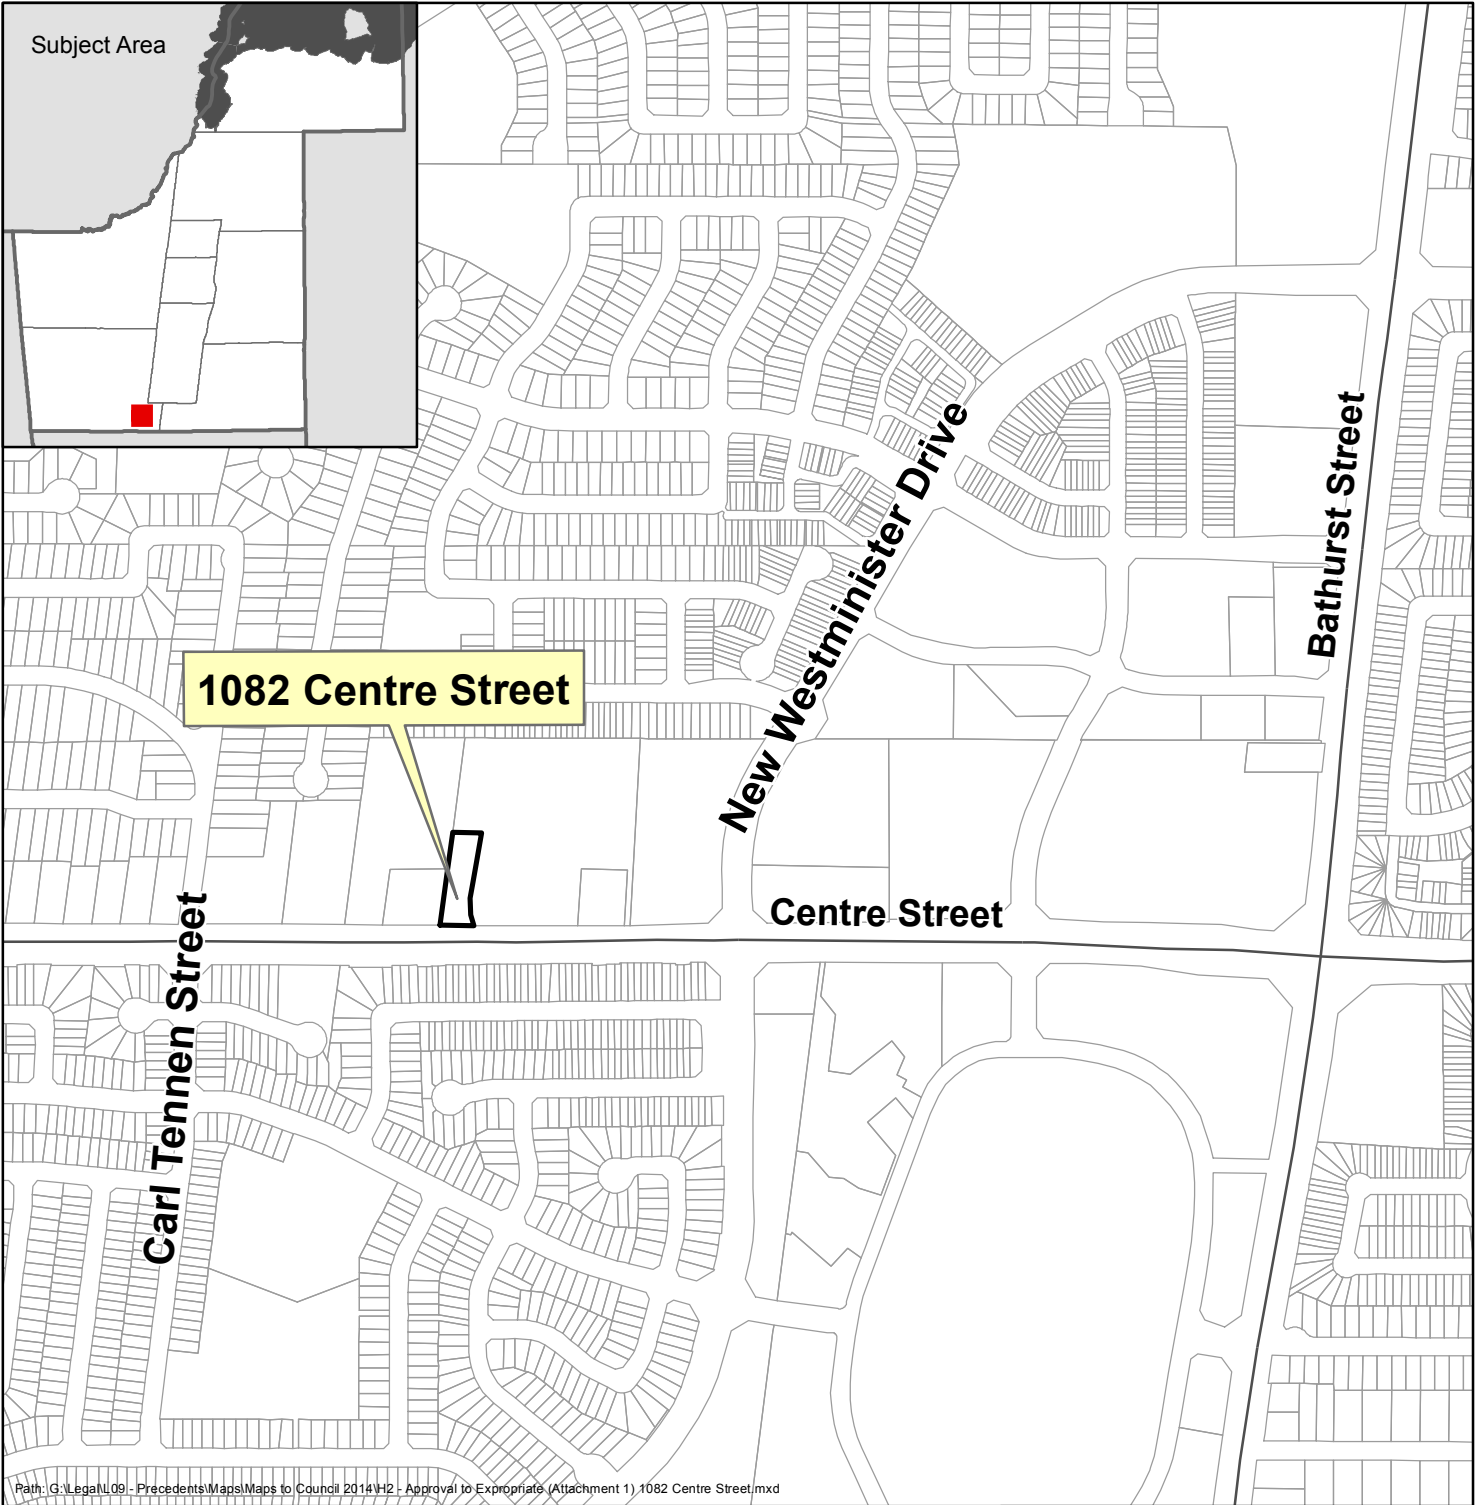 Subject Area
New Westminister Drive
Bathurst Street
1082 Centre Street
Centre Street
Carl Tennen Street
Path: G:\Legal\L09 - Precedents\Maps\Maps to Council 2014\H2 - Approval to Expropriate (Attachment 1) 1082 Centre Street.mxd